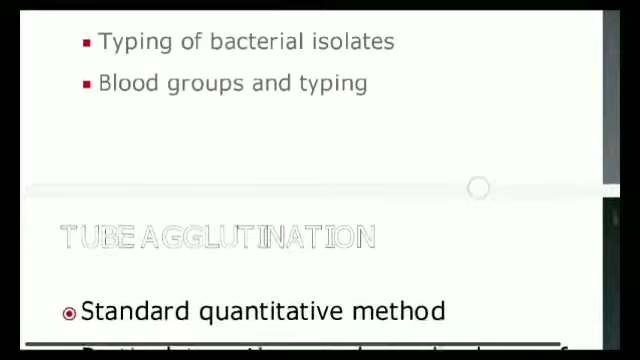 Typing of bacterial isolates
Blood groups and typing
TUBE AGGLUTINATION
Standard quantitative method